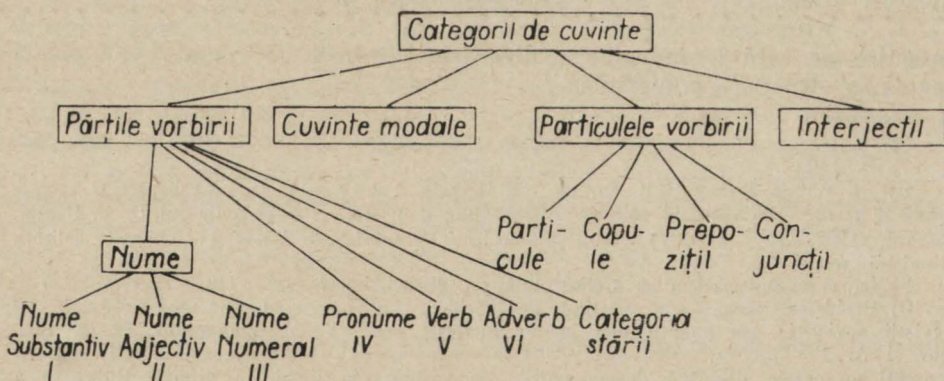 Categorii de cuvinte
Părțile vorbirii Cuvinte modale Particulele vorbirii Interjecții
Parti- Copu- Prepo- Con-
cule le ziții juncții
Nume
Nume Nume Nume Pronume Verb Adverb Categoria
Substantiv Adjectiv Numeral IV V VI stării
I II III